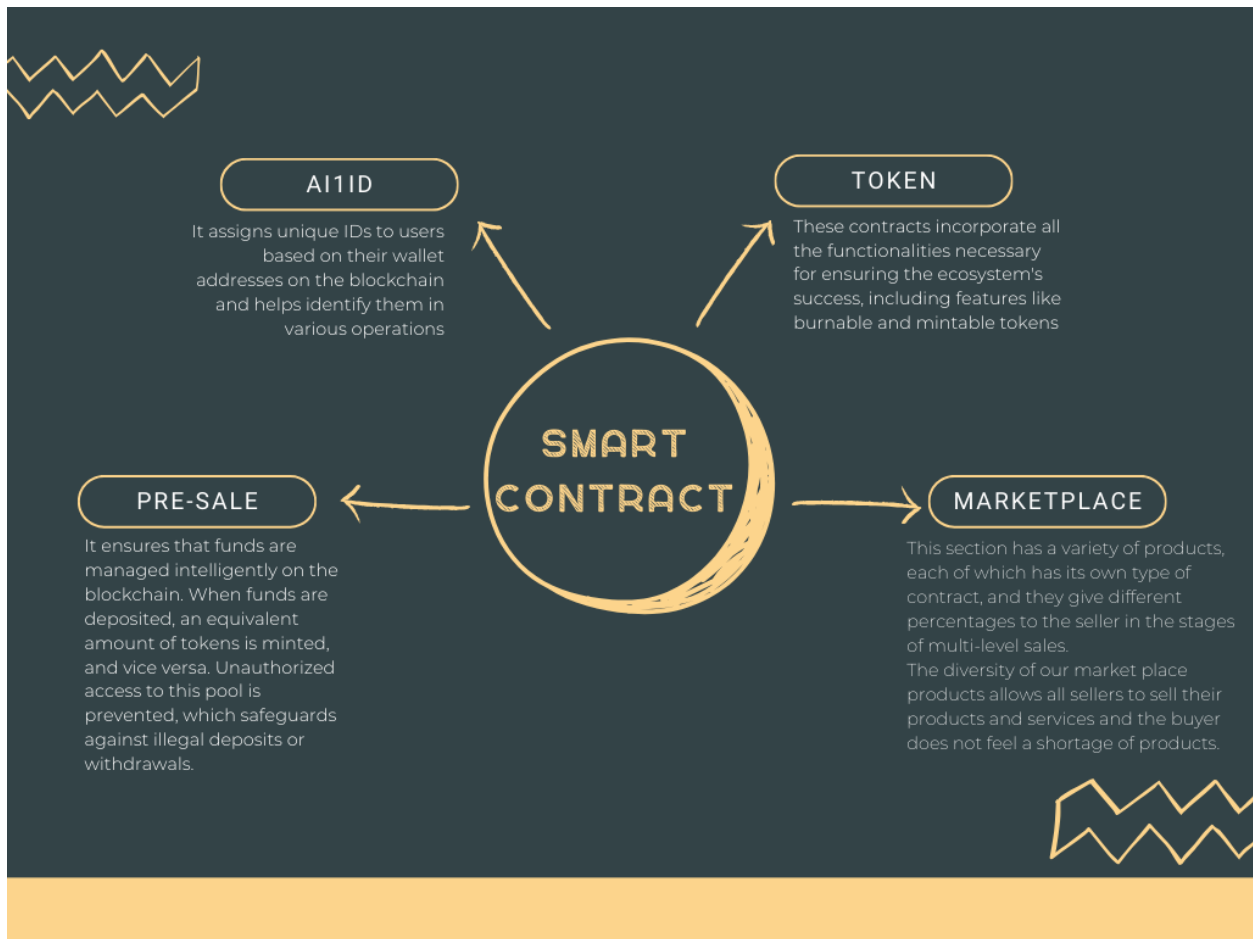 AI1ID
It assigns unique IDs to users
based on their wallet
addresses on the blockchain
and helps identify them in
various operations
TOKEN
These contracts incorporate all
the functionalities necessary
for ensuring the ecosystem's
success, including features like
burnable and mintable tokens
SMART
CONTRACT
PRE-SALE
It ensures that funds are
managed intelligently on the
blockchain. When funds are
deposited, an equivalent
amount of tokens is minted,
and vice versa. Unauthorized
access to this pool is
prevented, which safeguards
against illegal deposits or
withdrawals.
MARKETPLACE
This section has a variety of products,
each of which has its own type of
contract, and they give different
percentages to the seller in the stages
of multi-level sales.
The diversity of our market place
products allows all sellers to sell their
products and services and the buyer
does not feel a shortage of products.